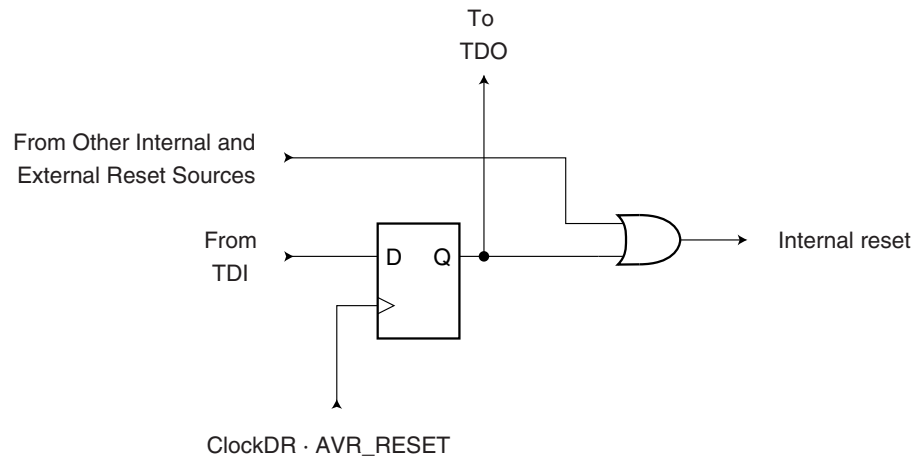 To
TDO
From Other Internal and
External Reset Sources
From
TDI
D Q
Internal reset
ClockDR · AVR_RESET